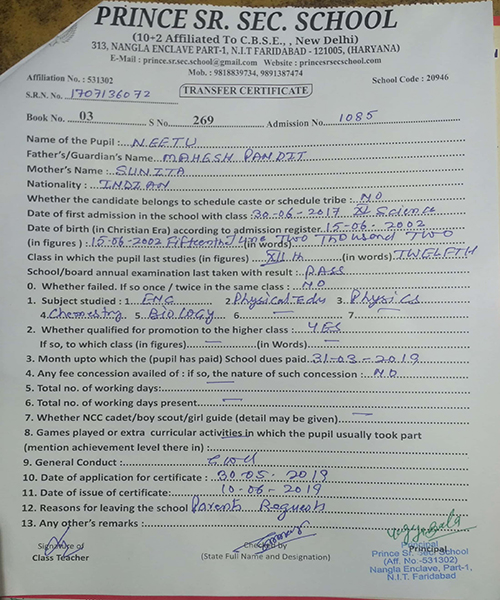 PRINCE SR. SEC. SCHOOL
(10+2 Affiliated To C.B.S.E., , New Delhi)
313, NANGLA ENCLAVE PART-1, N.I.T FARIDABAD - 121005, (HARYANA)
E-Mail : prince.sr.sec.school@gmail.com Website : princesrsecschool.com
Mob. : 9818839734, 9891387474
Affiliation No. : 531302 School Code : 20946
S.R.N. No. 1707136072 TRANSFER CERTIFICATE
Book No. 03 S No. 269 Admission No. 1085
Name of the Pupil : NEETU
Father's/Guardian's Name MAHESH PANDIT
Mother's Name : SUNITA
Nationality : INDIAN
Whether the candidate belongs to schedule caste or schedule tribe : NO
Date of first admission in the school with class : 30-06-2017 XI Science
Date of birth (in Christian Era) according to admission register. 15-06-2002
(in figures ) : 15-06-2002 Fifteenth June Two Thousand Two (in words)
Class in which the pupil last studies (in figures) XIIth (in words) TWELFTH
School/board annual examination last taken with result : PASS
0. Whether failed. If so once / twice in the same class : NO
1. Subject studied : 1 ENG 2 Physical Edu 3. Physics
4. Chemistry 5. BIOLOGY 6. — 7. —
2. Whether qualified for promotion to the higher class : YES
If so, to which class (in figures) — (in Words) —
3. Month upto which the (pupil has paid) School dues paid 31-03-2019
4. Any fee concession availed of : if so, the nature of such concession : NO
5. Total no. of working days: —
6. Total no. of working days present —
7. Whether NCC cadet/boy scout/girl guide (detail may be given) —
8. Games played or extra curricular activities in which the pupil usually took part
(mention achievement level there in) : —
9. General Conduct :
10. Date of application for certificate : 30-05-2019
11. Date of issue of certificate: 10-06-2019
12. Reasons for leaving the school Parents Requests
13. Any other's remarks :
Signature of Checked by Principal
Class Teacher (State Full Name and Designation) Principal
Prince Sr. Sec School
(Aff. No:-531302)
Nangla Enclave, Part-1,
N.I.T. Faridabad